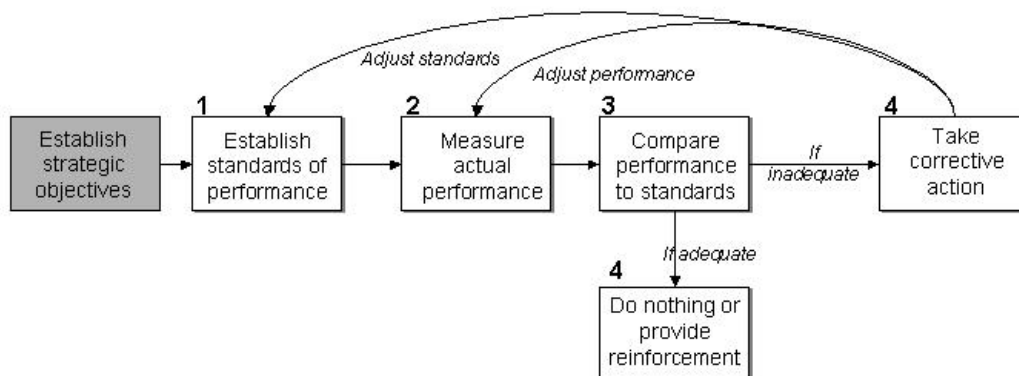 Adjust standards
Adjust performance
Establish
strategic
objectives
1
Establish
standards of
performance
2
Measure
actual
performance
3
Compare
performance
to standards
If
inadequate
4
Take
corrective
action
If adequate
4
Do nothing or
provide
reinforcement